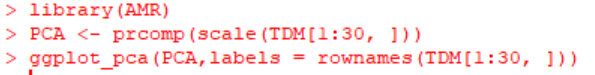 > library(AMR)
> PCA <- prcomp(scale(TDM[1:30, ]))
> ggplot_pca(PCA,labels = rownames(TDM[1:30, ]))